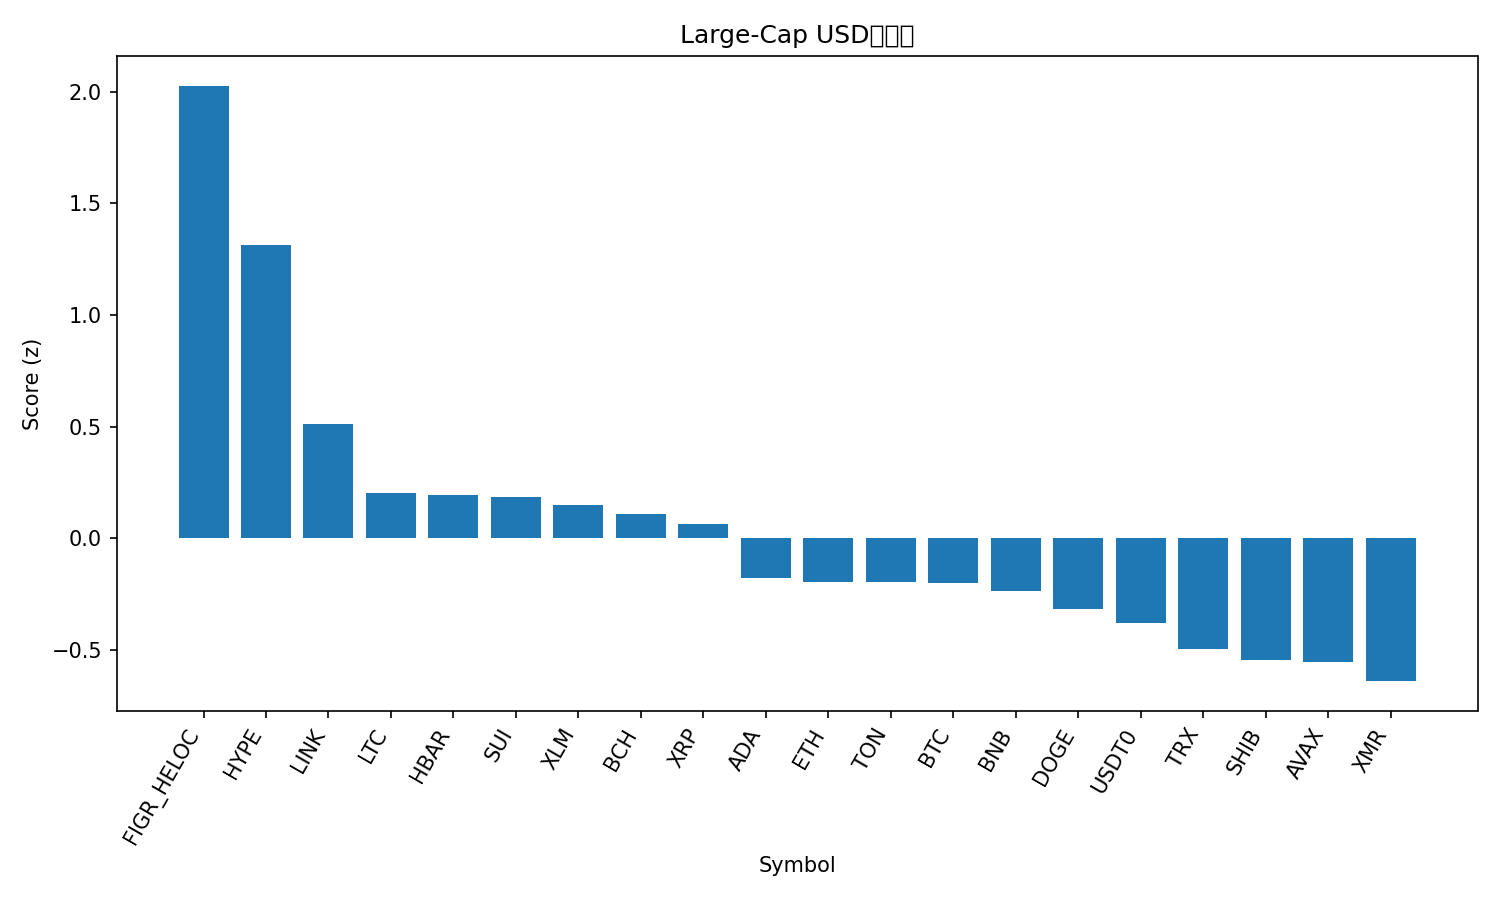 Large-Cap USD
2.0
1.5
1.0
0.5
0.0
−0.5
Score (z)
FIGR_HELOC
HYPE
LINK
LTC
HBAR
SUI
XLM
BCH
XRP
ADA
ETH
TON
BTC
BNB
DOGE
USDT0
TRX
SHIB
AVAX
XMR
Symbol